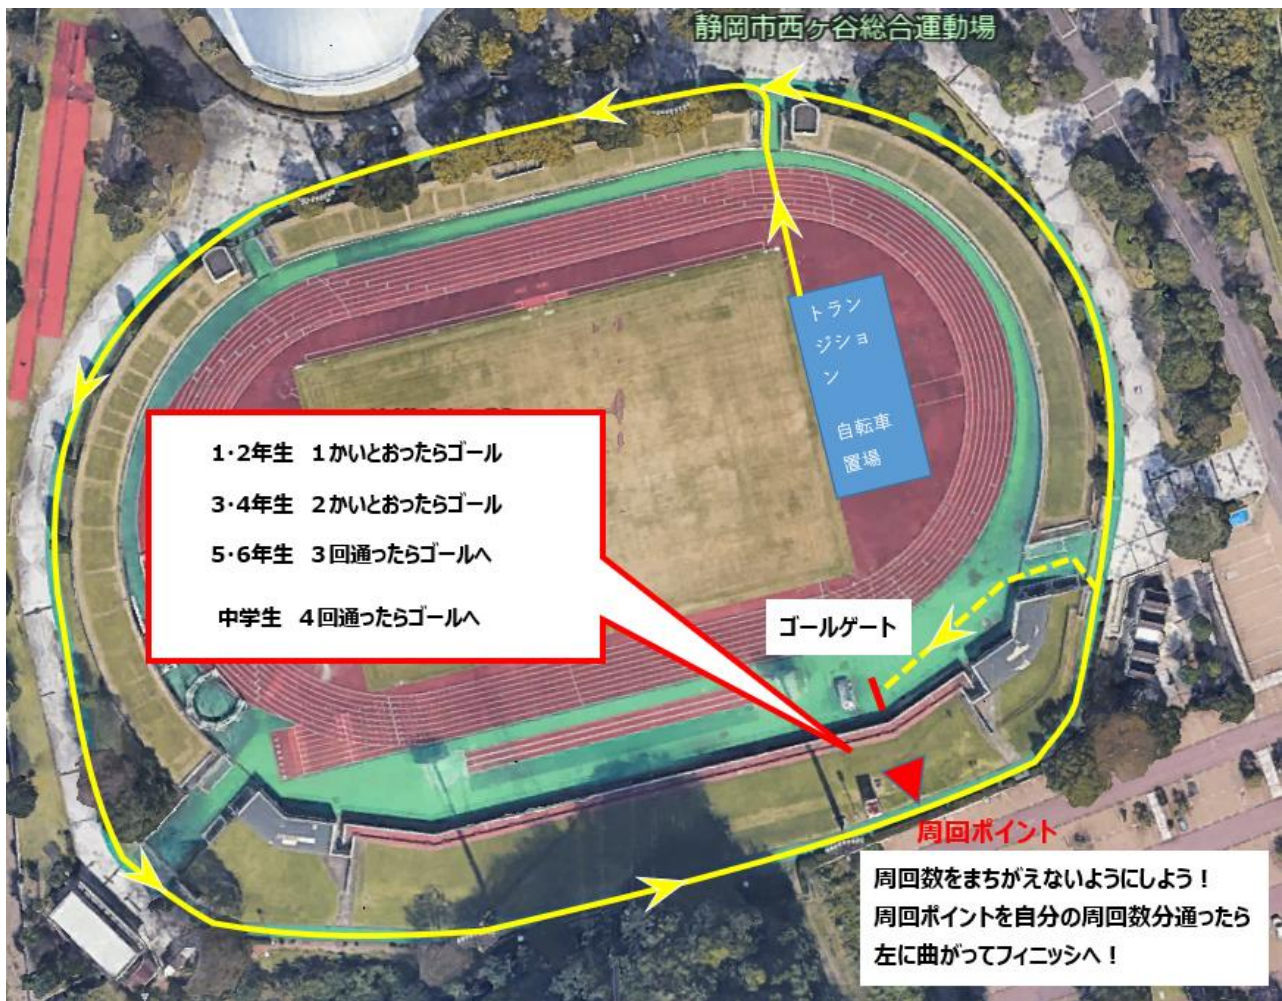 静岡市西ヶ谷総合運動場
トラン
ジショ
ン
自転車
置場
1・2年生 1かいとおったらゴール
3・4年生 2かいとおったらゴール
5・6年生 3回通ったらゴールへ
中学生 4回通ったらゴールへ
ゴールゲート
周回ポイント
周回数をまちがえないようにしよう！
周回ポイントを自分の周回数分通ったら
左に曲がってフィニッシへ！